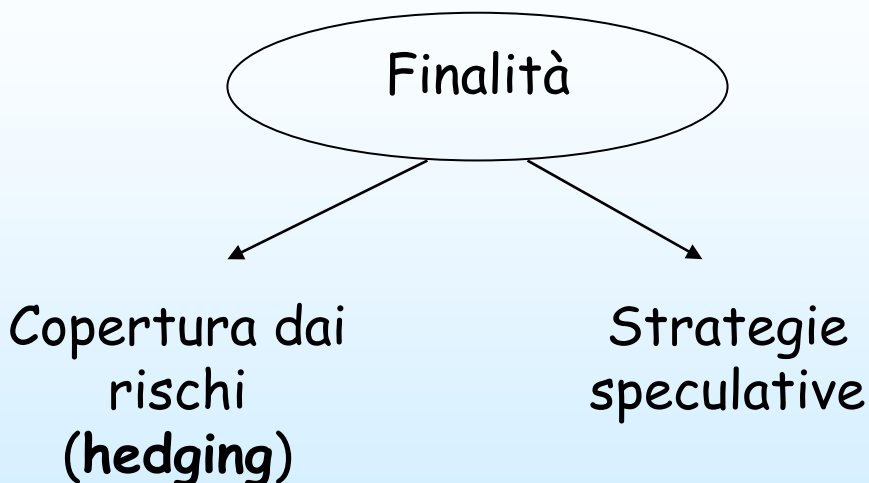 Finalità
Copertura dai
rischi
(hedging)
Strategie
speculative